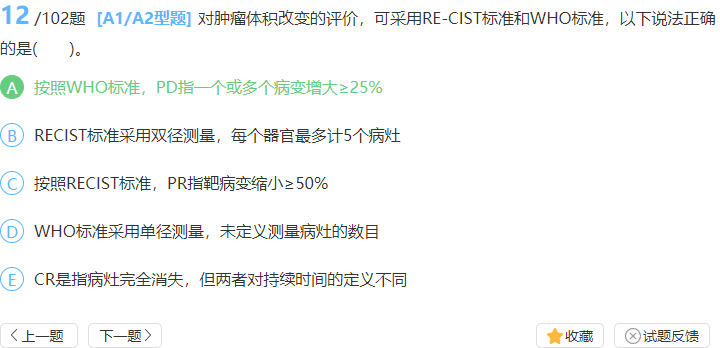 12 /102题 [A1/A2型题] 对肿瘤体积改变的评价，可采用RE-CIST标准和WHO标准，以下说法正确
的是(　　)。
A 按照WHO标准，PD指一个或多个病变增大≥25%
B RECIST标准采用双径测量，每个器官最多计5个病灶
C 按照RECIST标准，PR指靶病变缩小≥50%
D WHO标准采用单径测量，未定义测量病灶的数目
E CR是指病灶完全消失，但两者对持续时间的定义不同
上一题 下一题 收藏 试题反馈